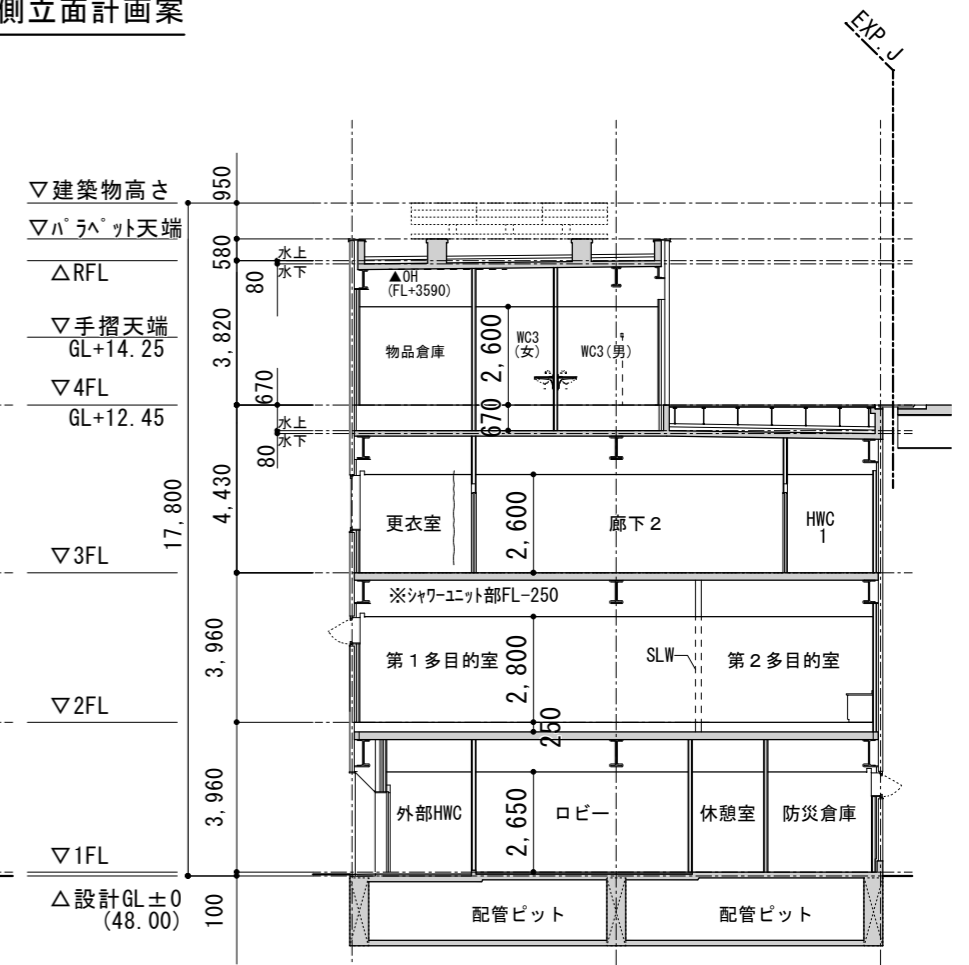 側立面計画案
EXP.J
▽建築物高さ
950
▽パラペット天端
580
水上
水下
△RFL
80
▲OH
(FL+3590)
▽手摺天端
GL+14.25
3,820
物品倉庫
2,600
WC3
(女)
WC3(男)
▽4FL
GL+12.45
670
670
水上
水下
80
17,800
4,430
更衣室
2,600
廊下2
HWC
1
▽3FL
※シャワーユニット部FL-250
3,960
第1多目的室
2,800
SLW
第2多目的室
▽2FL
250
3,960
外部HWC
2,650
ロビー
休憩室
防災倉庫
▽1FL
△設計GL±0
(48.00)
100
配管ピット
配管ピット